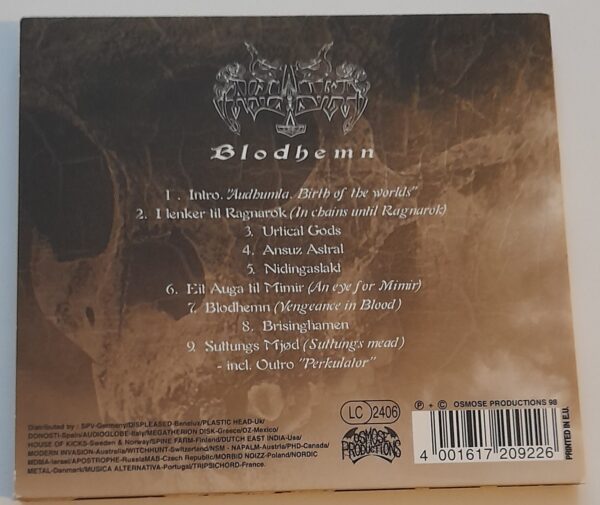 ENSLAVED
Blodhemn
1. Intro. "Audhumla. Birth of the worlds"
2. I lenker til Ragnarok (In chains until Ragnarok)
3. Urtical Gods
4. Ansuz Astral
5. Nidingaslakt
6. Eit Auga til Mimir (An eye for Mimir)
7. Blodhemn (Vengeance in Blood)
8. Brisinghamen
9. Suttungs Mjød (Suttungs mead)
- incl. Outro "Perkulator"
Distributed by : SPV-Germany/DISPLEASED-Benelux/PLASTIC HEAD-Uk/
DONOSTI-Spain/AUDIOGLOBE-Italy/MEGATHERION DISK-Greece/OZ-Mexico/
HOUSE OF KICKS-Sweden & Norway/SPINE FARM-Finland/DUTCH EAST INDIA-Usa/
MODERN INVASION-Australia/WITCHHUNT-Switzerland/NSM - NAPALM-Austria/PHD-Canada/
MDMA-Israel/APOSTROPHE-Russia/MAB-Czech Republic/MORBID NOIZZ-Poland/NORDIC
METAL-Danmark/MUSICA ALTERNATIVA-Portugal/TRIPSICHORD-France.
LC 2406
OSMOSE
PRODUCTIONS
℗ + © OSMOSE PRODUCTIONS 98
4 001617 209226
PRINTED IN E.U.